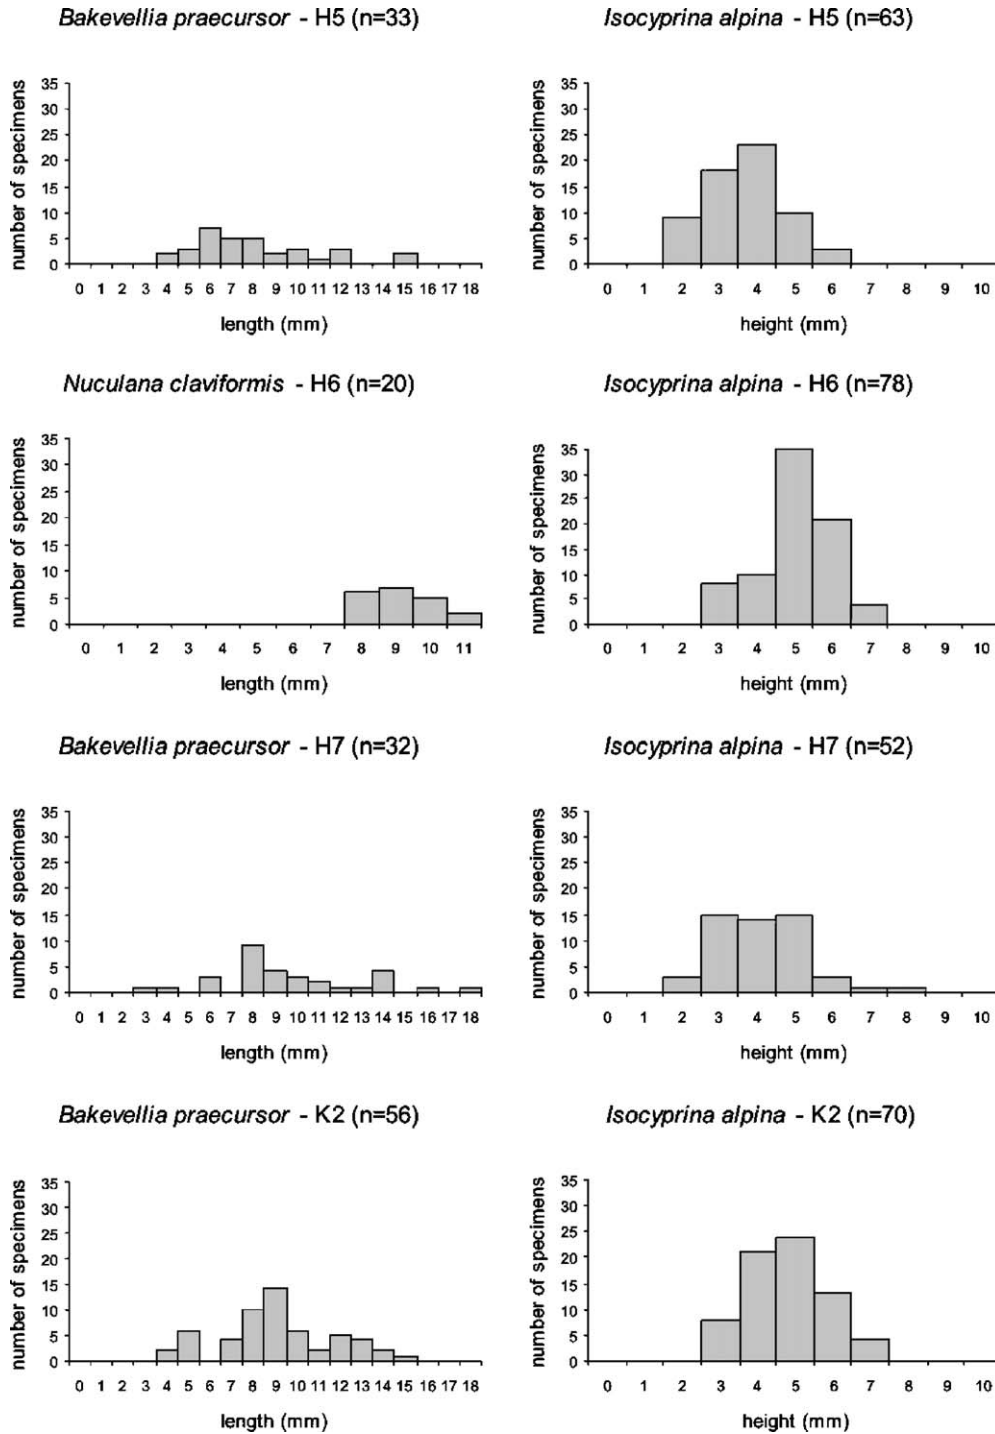 Bakevellia praecursor - H5 (n=33)
number of specimens
35
30
25
20
15
10
5
0
0 1 2 3 4 5 6 7 8 9 10 11 12 13 14 15 16 17 18
length (mm)
Isocyprina alpina - H5 (n=63)
number of specimens
35
30
25
20
15
10
5
0
0 1 2 3 4 5 6 7 8 9 10
height (mm)
Nuculana claviformis - H6 (n=20)
number of specimens
35
30
25
20
15
10
5
0
0 1 2 3 4 5 6 7 8 9 10 11
length (mm)
Isocyprina alpina - H6 (n=78)
number of specimens
35
30
25
20
15
10
5
0
0 1 2 3 4 5 6 7 8 9 10
height (mm)
Bakevellia praecursor - H7 (n=32)
number of specimens
35
30
25
20
15
10
5
0
0 1 2 3 4 5 6 7 8 9 10 11 12 13 14 15 16 17 18
length (mm)
Isocyprina alpina - H7 (n=52)
number of specimens
35
30
25
20
15
10
5
0
0 1 2 3 4 5 6 7 8 9 10
height (mm)
Bakevellia praecursor - K2 (n=56)
number of specimens
35
30
25
20
15
10
5
0
0 1 2 3 4 5 6 7 8 9 10 11 12 13 14 15 16 17 18
length (mm)
Isocyprina alpina - K2 (n=70)
number of specimens
35
30
25
20
15
10
5
0
0 1 2 3 4 5 6 7 8 9 10
height (mm)